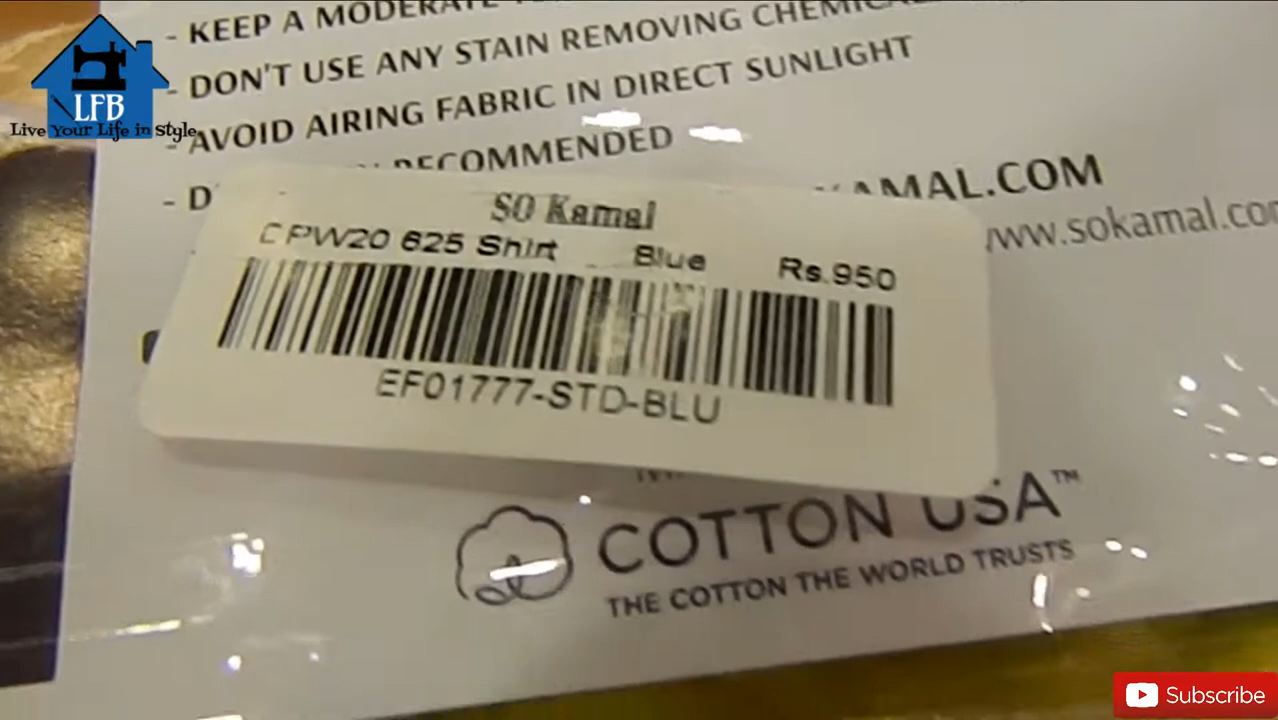 - KEEP A MODERATE
- DON'T USE ANY STAIN REMOVING
- AVOID AIRING FABRIC IN DIRECT SUNLIGHT
RECOMMENDED
- D
LFB
Live Your Life in Style
KAMAL.COM
www.sokamal.com
SO Kamal
CPW20 625 Shirt Blue Rs.950
EF01777-STD-BLU
COTTON USA™
THE COTTON THE WORLD TRUSTS
Subscribe